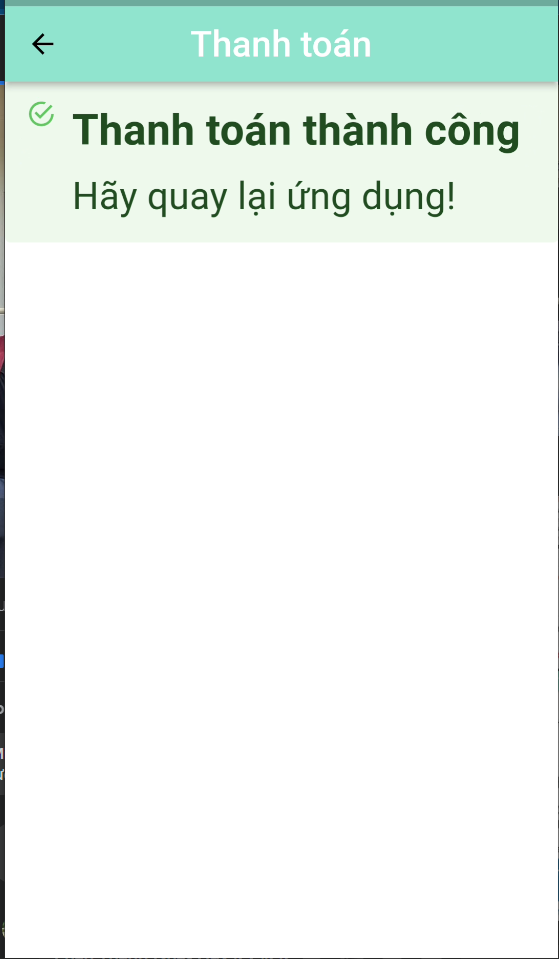 Thanh toán
Thanh toán thành công
Hãy quay lại ứng dụng!